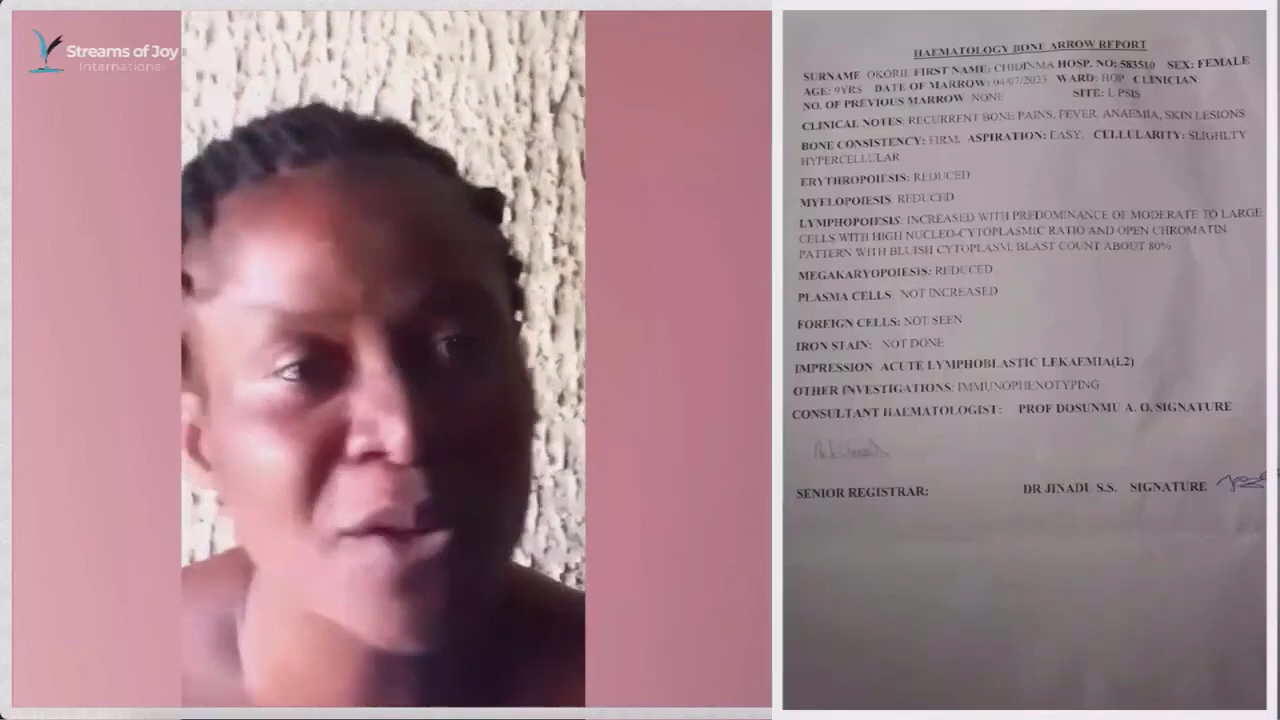 Streams of Joy
International
HAEMATOLOGY BONE ARROW REPORT
SURNAME OKORIE FIRST NAME: CHIDINMA HOSP. NO: 583510 SEX: FEMALE
AGE: 9YRS DATE OF MARROW: 04/07/2023 WARD: HOP CLINICIAN:
NO. OF PREVIOUS MARROW NONE SITE: L PSIS
CLINICAL NOTES: RECURRENT BONE PAINS, FEVER, ANAEMIA, SKIN LESIONS
BONE CONSISTENCY: FIRM. ASPIRATION: EASY. CELLULARITY: SLIGHLTY
HYPERCELLULAR
ERYTHROPOIESIS: REDUCED
MYELOPOIESIS REDUCED
LYMPHOPOIESIS: INCREASED WITH PREDOMINANCE OF MODERATE TO LARGE
CELLS WITH HIGH NUCLEO-CYTOPLASMIC RATIO AND OPEN CHROMATIN
PATTERN WITH BLUISH CYTOPLASM. BLAST COUNT ABOUT 80%
MEGAKARYOPOIESIS: REDUCED
PLASMA CELLS: NOT INCREASED
FOREIGN CELLS: NOT SEEN
IRON STAIN: NOT DONE
IMPRESSION ACUTE LYMPHOBLASTIC LEKAEMIA(L2)
OTHER INVESTIGATIONS: IMMUNOPHENOTYPING
CONSULTANT HAEMATOLOGIST: PROF DOSUNMU A. O. SIGNATURE
SENIOR REGISTRAR: DR JINADU S.S. SIGNATURE